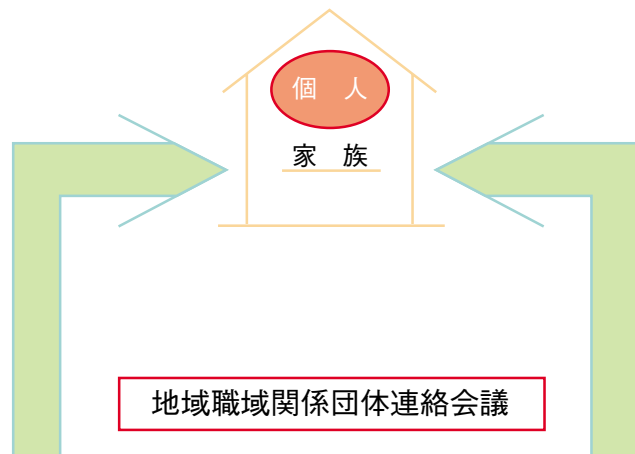 個　人
家　族
地域職域関係団体連絡会議